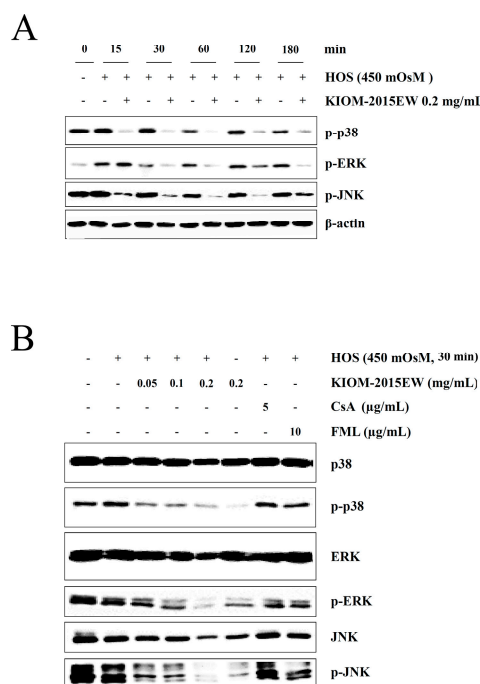 A
0 15 30 60 120 180 min
- + + + + + + + + + + HOS (450 mOsM )
- - + - + - + - + - + KIOM-2015EW 0.2 mg/mL
p-p38
p-ERK
p-JNK
β-actin
B
- + + + + - + + HOS (450 mOsM, 30 min)
- - 0.05 0.1 0.2 0.2 - - KIOM-2015EW (mg/mL)
- - - - - - 5 - CsA (μg/mL)
- - - - - - - 10 FML (μg/mL)
p38
p-p38
ERK
p-ERK
JNK
p-JNK